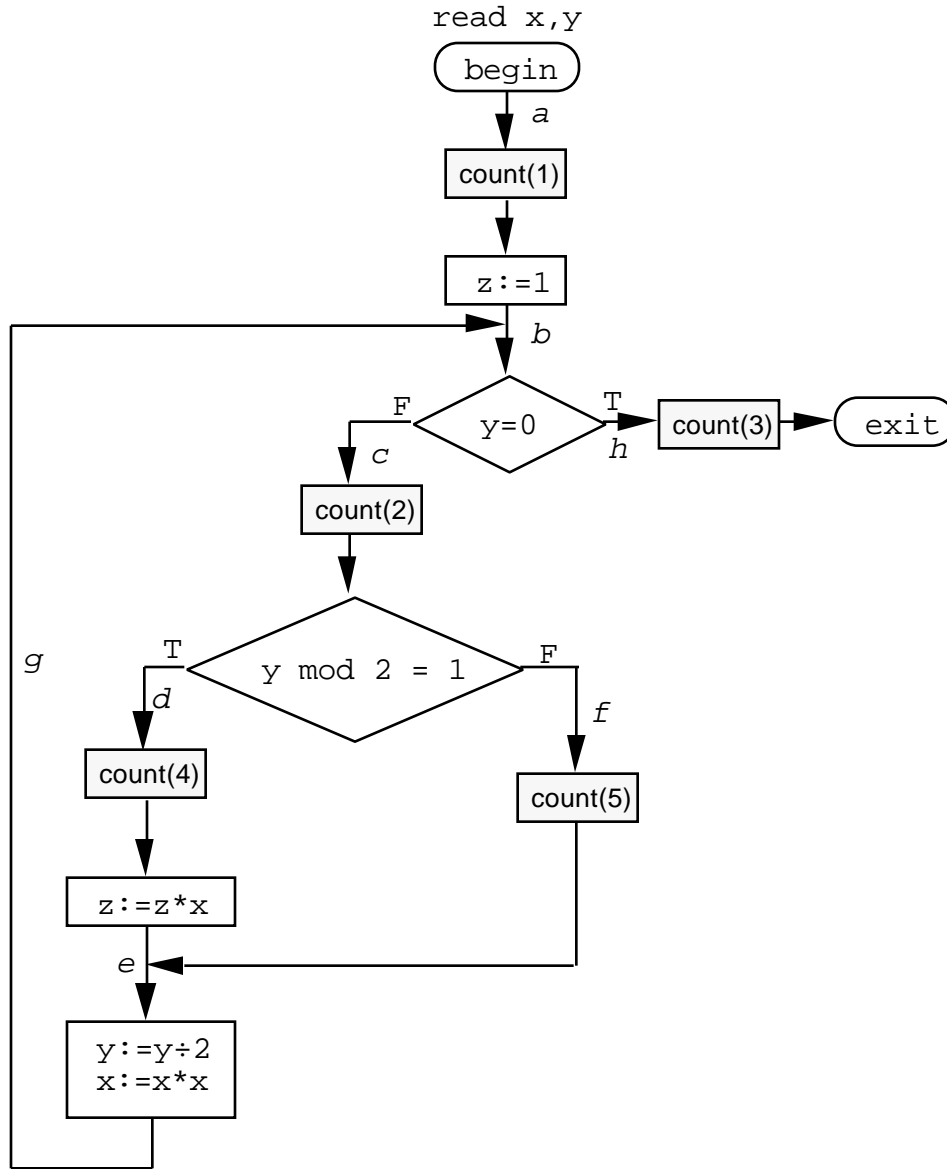 read x,y
begin
a
count(1)
z:=1
b
F
y=0
T
h
count(3)
exit
c
count(2)
g
T
y mod 2 = 1
F
d
f
count(4)
count(5)
z:=z*x
e
y:=y÷2
x:=x*x